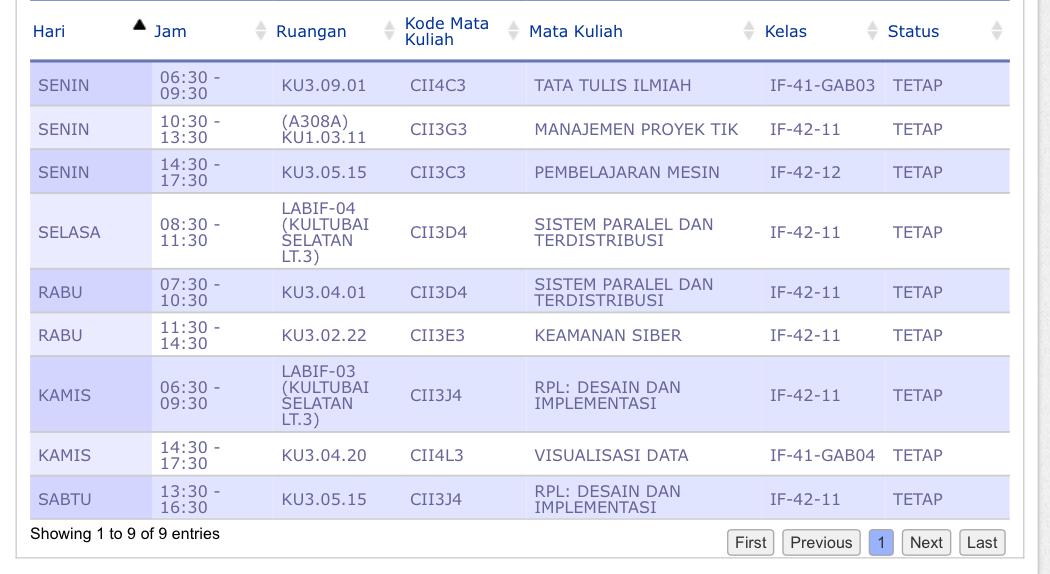 Hari Jam Ruangan Kode Mata Kuliah Mata Kuliah Kelas Status
SENIN 06:30 - 09:30 KU3.09.01 CII4C3 TATA TULIS ILMIAH IF-41-GAB03 TETAP
SENIN 10:30 - 13:30 (A308A) KU1.03.11 CII3G3 MANAJEMEN PROYEK TIK IF-42-11 TETAP
SENIN 14:30 - 17:30 KU3.05.15 CII3C3 PEMBELAJARAN MESIN IF-42-12 TETAP
SELASA 08:30 - 11:30 LABIF-04 (KULTUBAI SELATAN LT.3) CII3D4 SISTEM PARALEL DAN TERDISTRIBUSI IF-42-11 TETAP
RABU 07:30 - 10:30 KU3.04.01 CII3D4 SISTEM PARALEL DAN TERDISTRIBUSI IF-42-11 TETAP
RABU 11:30 - 14:30 KU3.02.22 CII3E3 KEAMANAN SIBER IF-42-11 TETAP
KAMIS 06:30 - 09:30 LABIF-03 (KULTUBAI SELATAN LT.3) CII3J4 RPL: DESAIN DAN IMPLEMENTASI IF-42-11 TETAP
KAMIS 14:30 - 17:30 KU3.04.20 CII4L3 VISUALISASI DATA IF-41-GAB04 TETAP
SABTU 13:30 - 16:30 KU3.05.15 CII3J4 RPL: DESAIN DAN IMPLEMENTASI IF-42-11 TETAP
Showing 1 to 9 of 9 entries
First Previous 1 Next Last